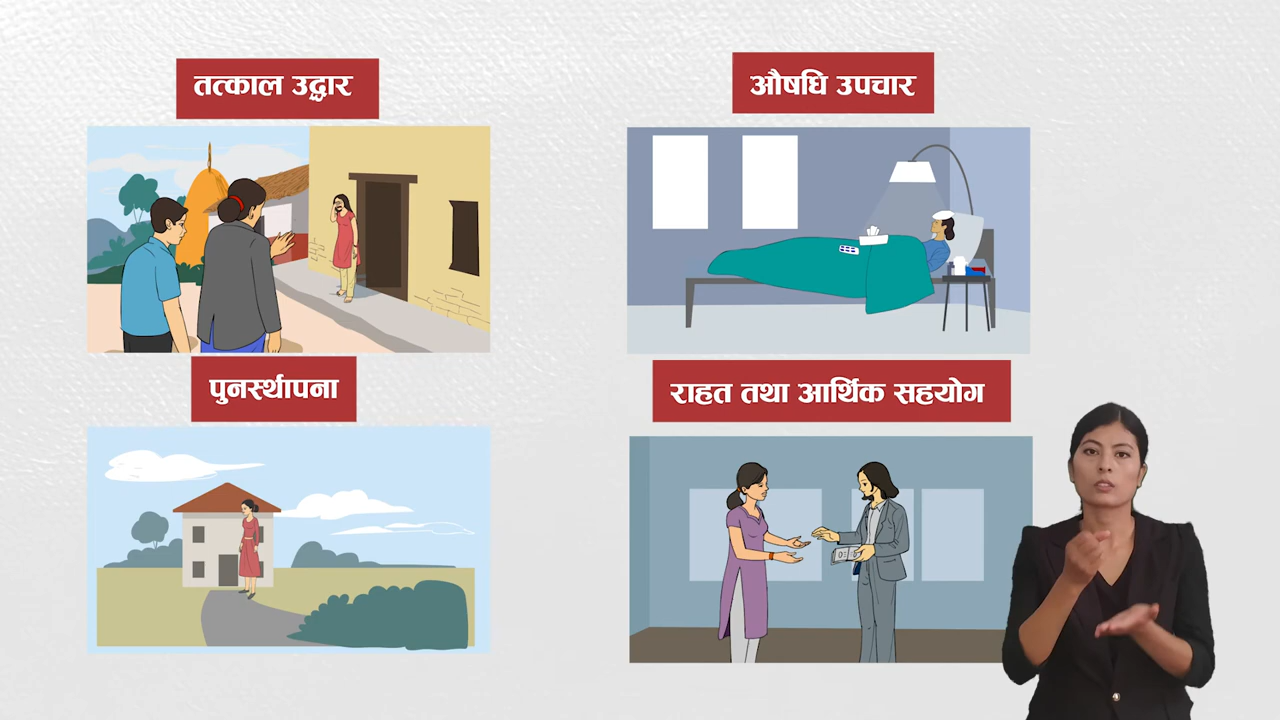 तत्काल उद्धार
औषधि उपचार
पुनर्स्थापना
राहत तथा आर्थिक सहयोग